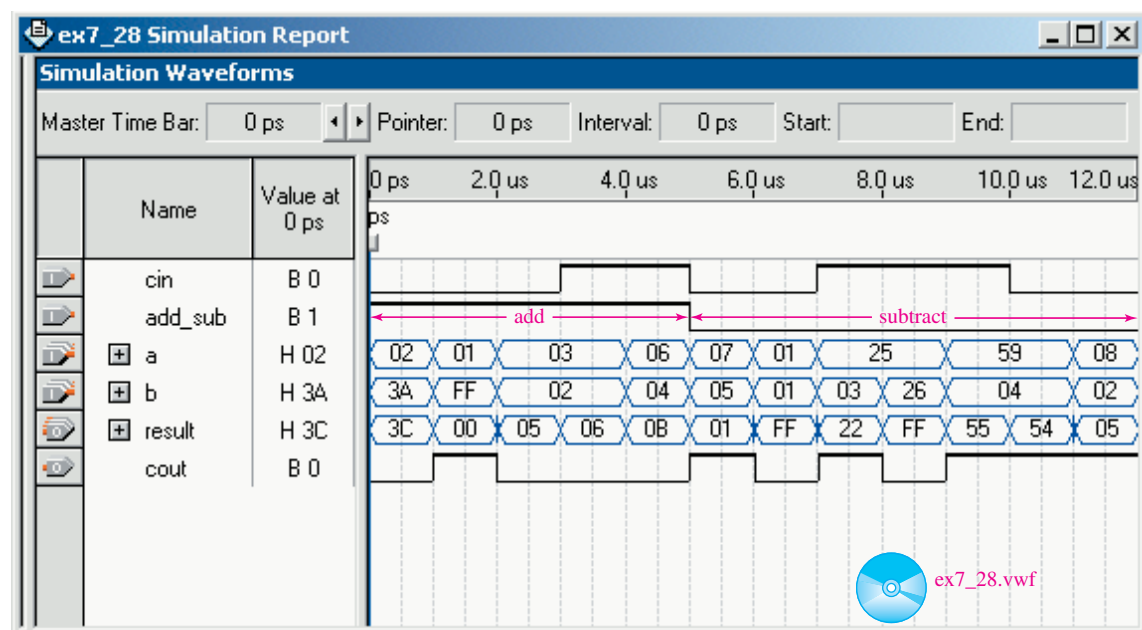 ex7_28 Simulation Report
Simulation Waveforms
Master Time Bar: 0 ps Pointer: 0 ps Interval: 0 ps Start: End:
Name Value at 0 ps 0 ps 2.0 us 4.0 us 6.0 us 8.0 us 10.0 us 12.0 us
ps
cin B 0
add_sub B 1 add subtract
a H 02 02 01 03 06 07 01 25 59 08
b H 3A 3A FF 02 04 05 01 03 26 04 02
result H 3C 3C 00 05 06 0B 01 FF 22 FF 55 54 05
cout B 0
ex7_28.vwf